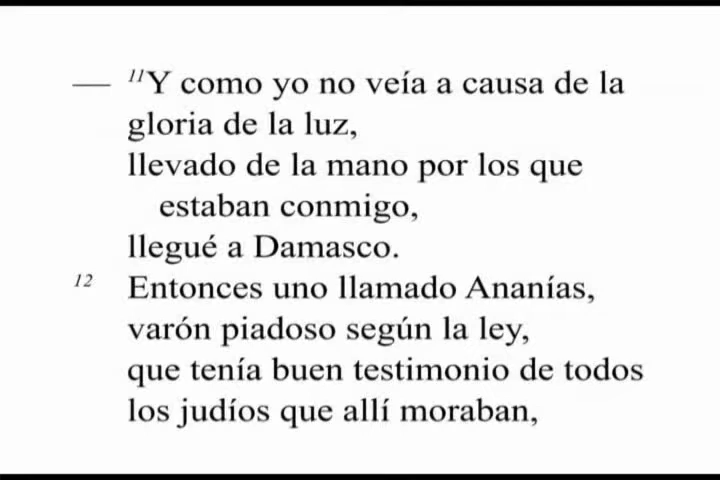 — 11Y como yo no veía a causa de la
gloria de la luz,
llevado de la mano por los que
estaban conmigo,
llegué a Damasco.
12 Entonces uno llamado Ananías,
varón piadoso según la ley,
que tenía buen testimonio de todos
los judíos que allí moraban,